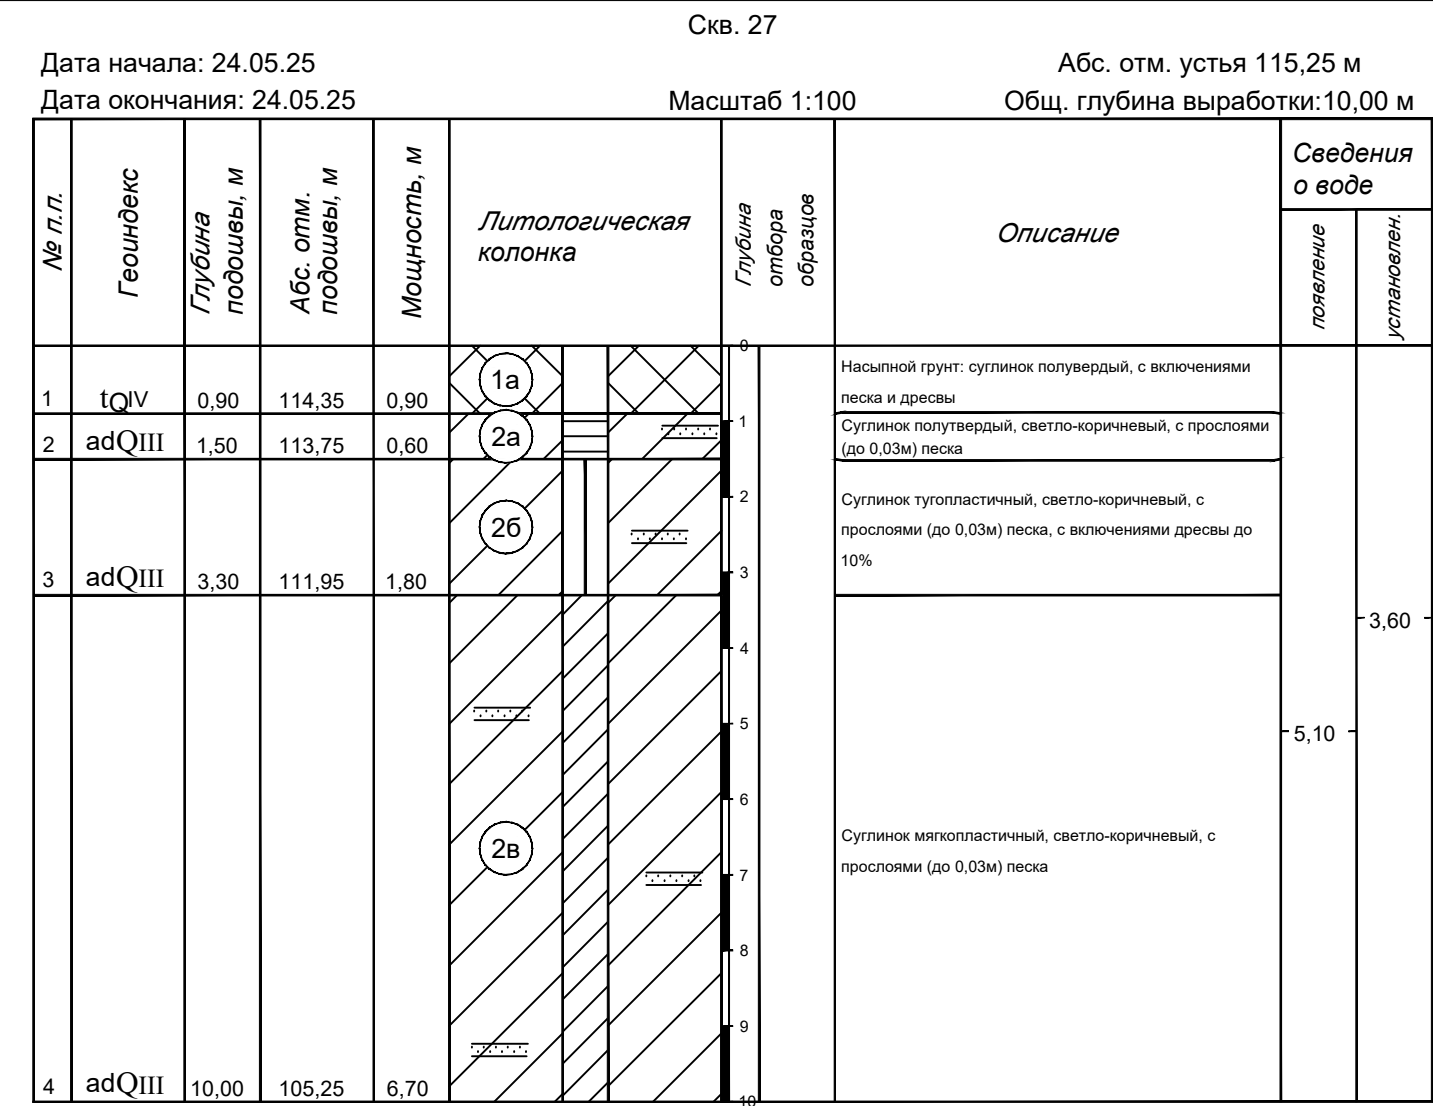 Скв. 27
Дата начала: 24.05.25
Абс. отм. устья 115,25 м
Дата окончания: 24.05.25
Масштаб 1:100
Общ. глубина выработки:10,00 м
№ п.п.
Геоиндекс
Глубина
подошвы, м
Абс. отм.
подошвы, м
Мощность, м
Литологическая
колонка
Глубина
отбора
образцов
Описание
Сведения
о воде
появление
установлен.
0
1 tQIV 0,90 114,35 0,90
1а
Насыпной грунт: суглинок полувердый, с включениями
песка и дресвы
1
2 adQIII 1,50 113,75 0,60
2а
Суглинок полутвердый, светло-коричневый, с прослоями
(до 0,03м) песка
2
3 adQIII 3,30 111,95 1,80
2б
Суглинок тугопластичный, светло-коричневый, с
прослоями (до 0,03м) песка, с включениями дресвы до
10%
3
3,60
4
5
5,10
6
2в
Суглинок мягкопластичный, светло-коричневый, с
прослоями (до 0,03м) песка
7
8
9
4 adQIII 10,00 105,25 6,70
10